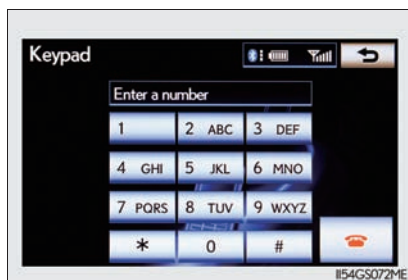 Keypad
Enter a number
1 2 ABC 3 DEF
4 GHI 5 JKL 6 MNO
7 PQRS 8 TUV 9 WXYZ
* 0 #
II54GS072ME